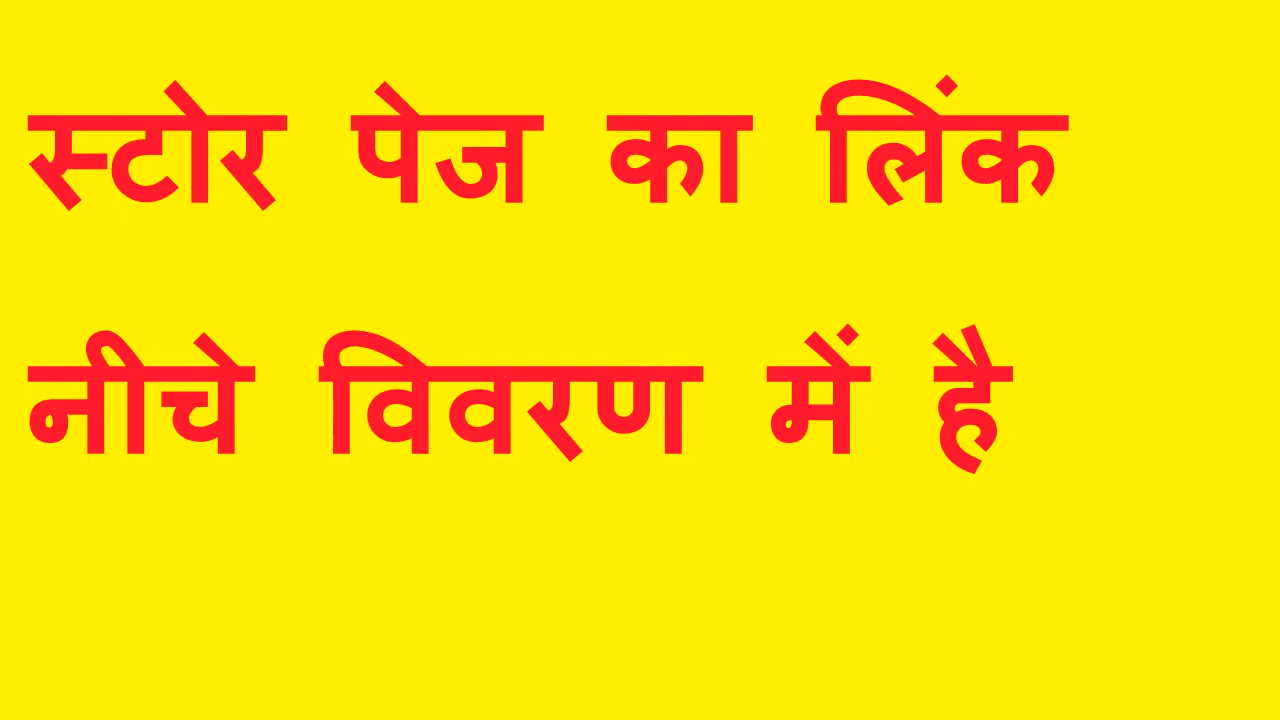 स्टोर पेज का लिंक
नीचे विवरण में है